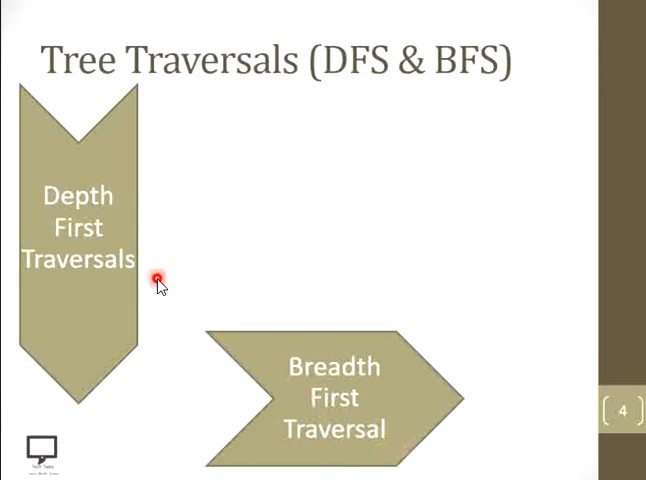 Tree Traversals (DFS & BFS)
Depth
First
Traversals
Breadth
First
Traversal
4